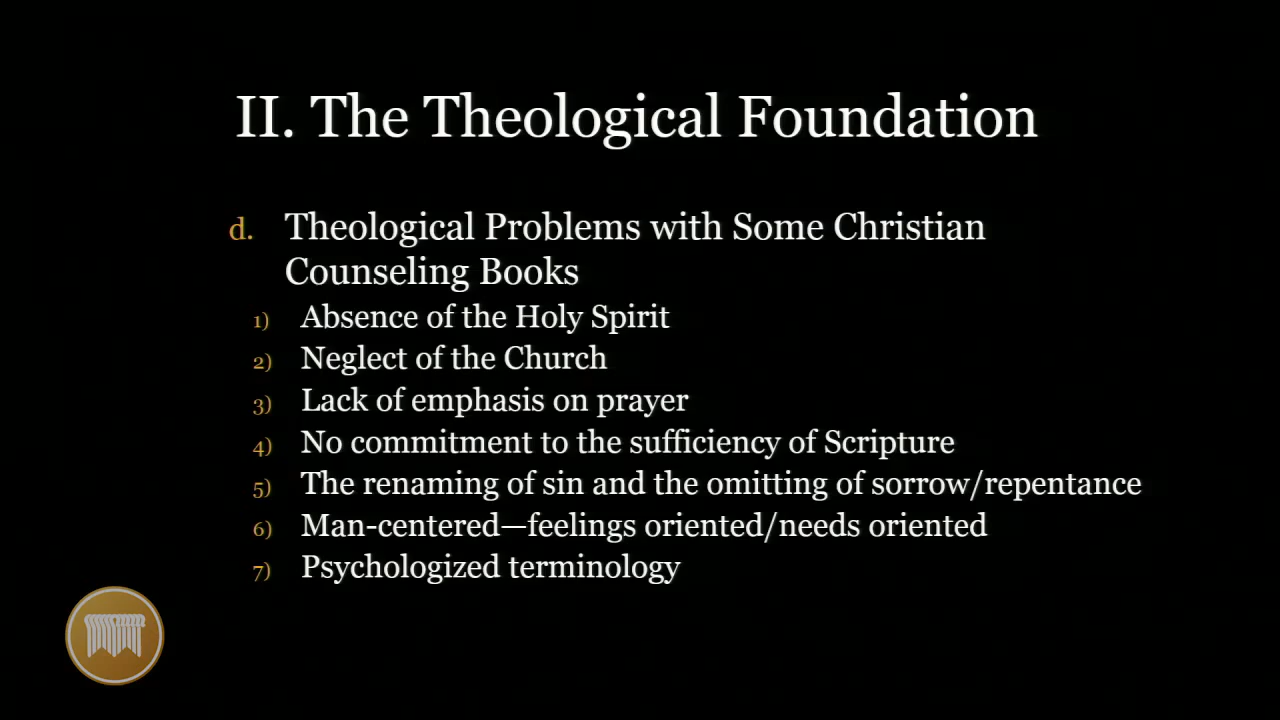 II. The Theological Foundation
d. Theological Problems with Some Christian
Counseling Books
1) Absence of the Holy Spirit
2) Neglect of the Church
3) Lack of emphasis on prayer
4) No commitment to the sufficiency of Scripture
5) The renaming of sin and the omitting of sorrow/repentance
6) Man-centered—feelings oriented/needs oriented
7) Psychologized terminology